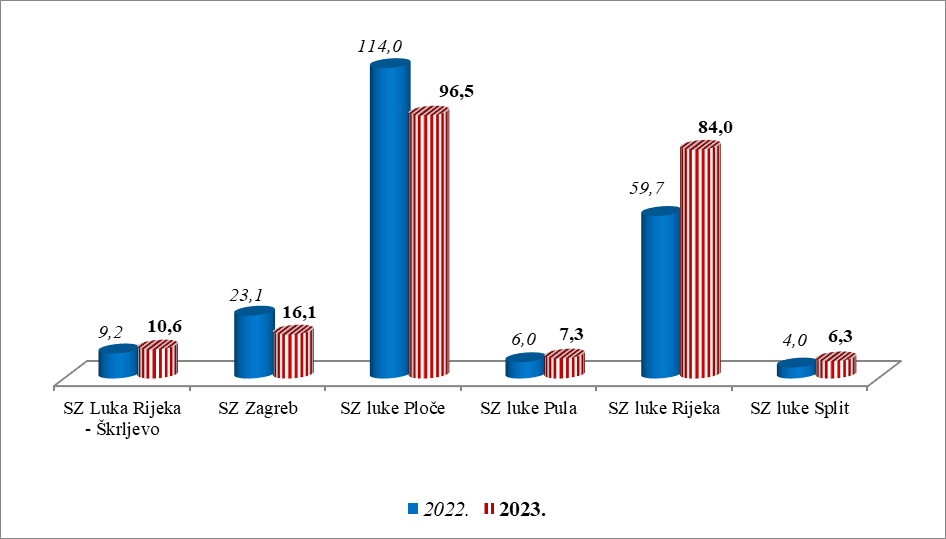 114,0
96,5
84,0
59,7
23,1
16,1
9,2
10,6
6,0
7,3
4,0
6,3
SZ Luka Rijeka
- Škrljevo
SZ Zagreb
SZ luke Ploče
SZ luke Pula
SZ luke Rijeka
SZ luke Split
2022.
2023.